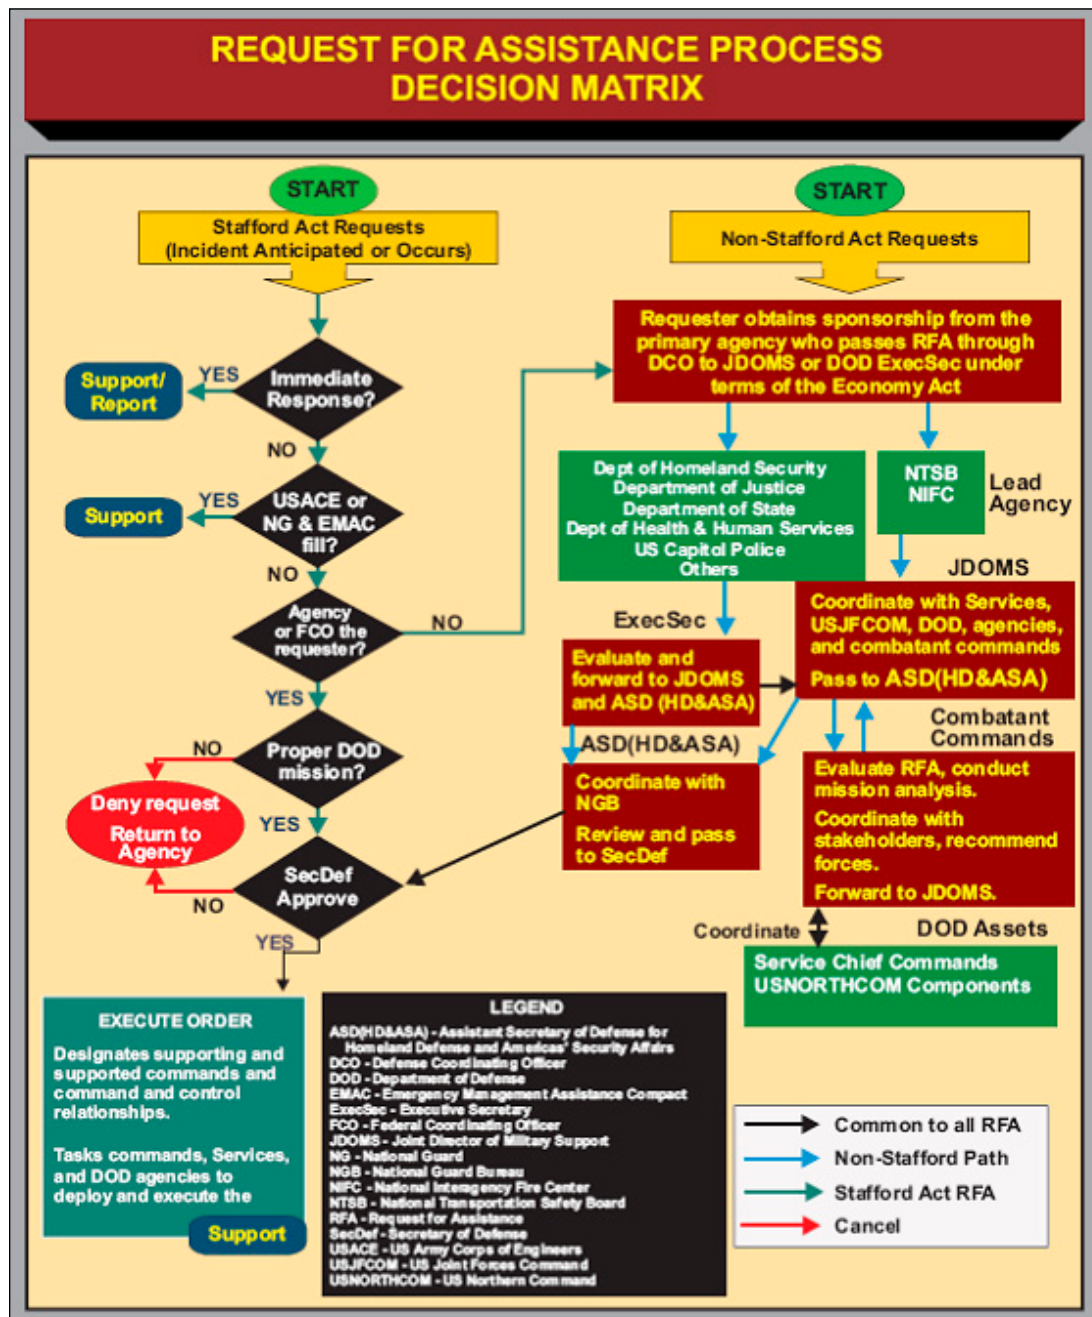 REQUEST FOR ASSISTANCE PROCESS
DECISION MATRIX
START
Stafford Act Requests
(Incident Anticipated or Occurs)
Immediate
Response?
YES
Support/
Report
NO
USACE or
NG & EMAC
fill?
YES
Support
NO
Agency
or FCO the
requester?
NO
YES
Proper DOD
mission?
NO
Deny request
Return to
Agency
YES
SecDef
Approve
NO
YES
EXECUTE ORDER
Designates supporting and
supported commands and
command and control
relationships.
Tasks commands, Services,
and DOD agencies to
deploy and execute the
Support
START
Non-Stafford Act Requests
Requester obtains sponsorship from the
primary agency who passes RFA through
DCO to JDOMS or DOD ExecSec under
terms of the Economy Act
Dept of Homeland Security
Department of Justice
Department of State
Dept of Health & Human Services
US Capitol Police
Others
NTSB
NIFC
Lead
Agency
ExecSec
Evaluate and
forward to JDOMS
and ASD (HD&ASA)
JDOMS
Coordinate with Services,
USJFCOM, DOD, agencies,
and combatant commands
Pass to ASD(HD&ASA)
ASD(HD&ASA)
Coordinate with
NGB
Review and pass
to SecDef
Combatant
Commands
Evaluate RFA, conduct
mission analysis.
Coordinate with
stakeholders, recommend
forces.
Forward to JDOMS.
Coordinate
DOD Assets
Service Chief Commands
USNORTHCOM Components
LEGEND
ASD(HD&ASA) - Assistant Secretary of Defense for
Homeland Defense and Americas' Security Affairs
DCO - Defense Coordinating Officer
DOD - Department of Defense
EMAC - Emergency Management Assistance Compact
ExecSec - Executive Secretary
FCO - Federal Coordinating Officer
JDOMS - Joint Director of Military Support
NG - National Guard
NGB - National Guard Bureau
NIFC - National Interagency Fire Center
NTSB - National Transportation Safety Board
RFA - Request for Assistance
SecDef - Secretary of Defense
USACE - US Army Corps of Engineers
USJFCOM - US Joint Forces Command
USNORTHCOM - US Northern Command
Common to all RFA
Non-Stafford Path
Stafford Act RFA
Cancel